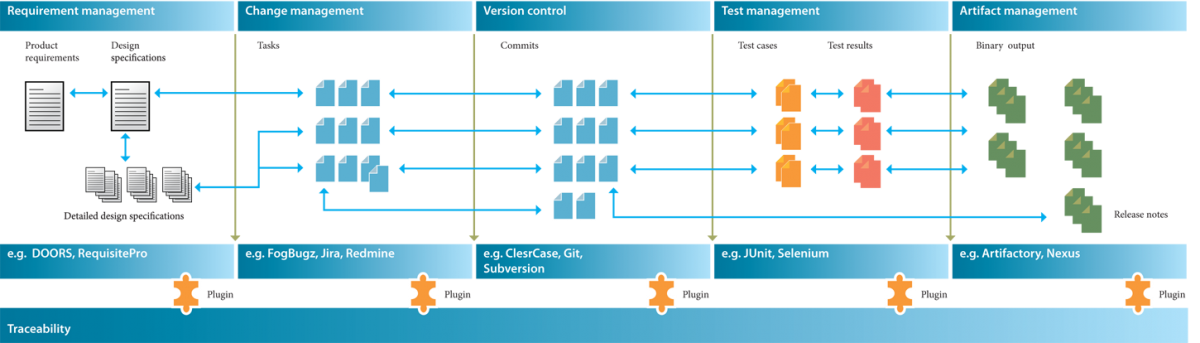 Requirement management
Change management
Version control
Test management
Artifact management
Product
requirements
Design
specifications
Tasks
Commits
Test cases
Test results
Binary output
Detailed design specifications
Release notes
e.g. DOORS, RequisitePro
e.g. FogBugz, Jira, Redmine
e.g. ClesrCase, Git,
Subversion
e.g. JUnit, Selenium
e.g. Artifactory, Nexus
Plugin
Plugin
Plugin
Plugin
Plugin
Traceability